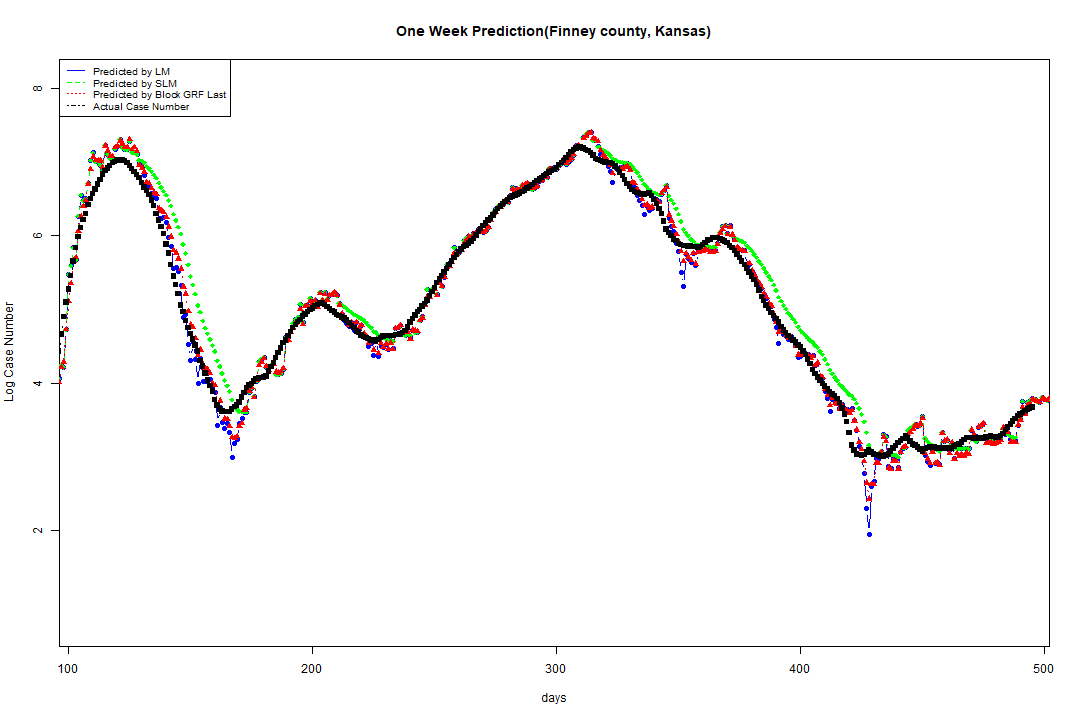 One Week Prediction(Finney county, Kansas)
Predicted by LM
Predicted by SLM
Predicted by Block GRF Last
Actual Case Number
8
6
4
2
Log Case Number
100 200 300 400 500
days